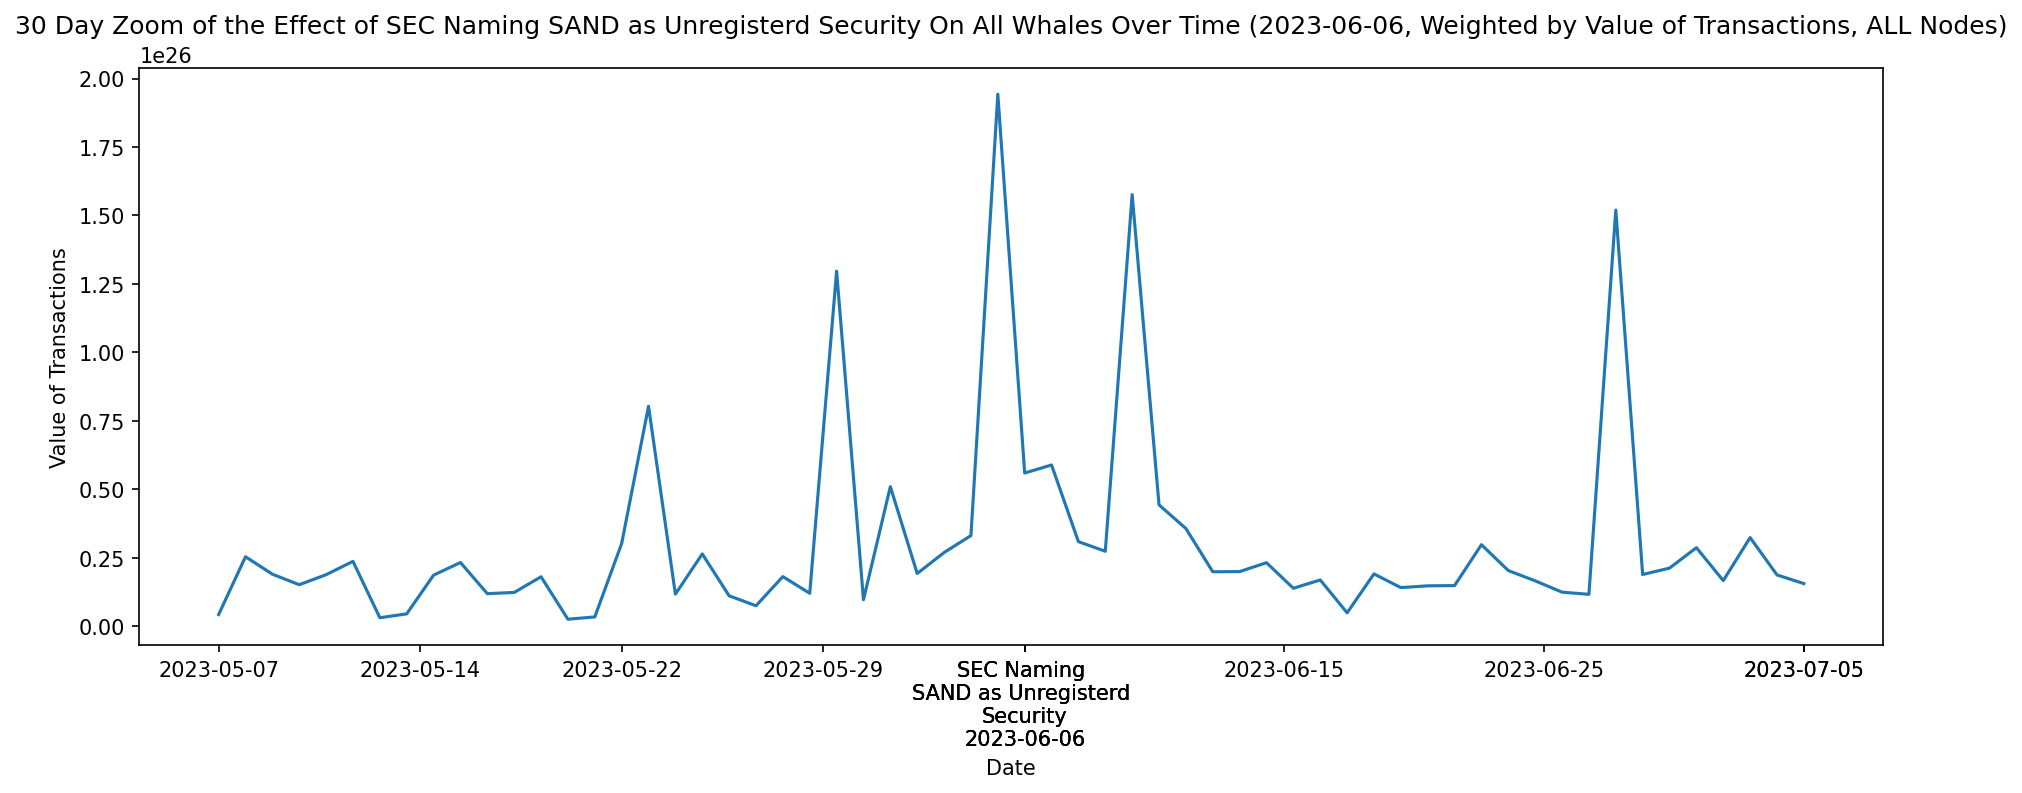 30 Day Zoom of the Effect of SEC Naming SAND as Unregisterd Security On All Whales Over Time (2023-06-06, Weighted by Value of Transactions, ALL Nodes)
1e26
2.00
1.75
1.50
1.25
1.00
0.75
0.50
0.25
0.00
Value of Transactions
2023-05-07 2023-05-14 2023-05-22 2023-05-29 SEC Naming 2023-06-15 2023-06-25 2023-07-05
SAND as Unregisterd
Security
2023-06-06
Date